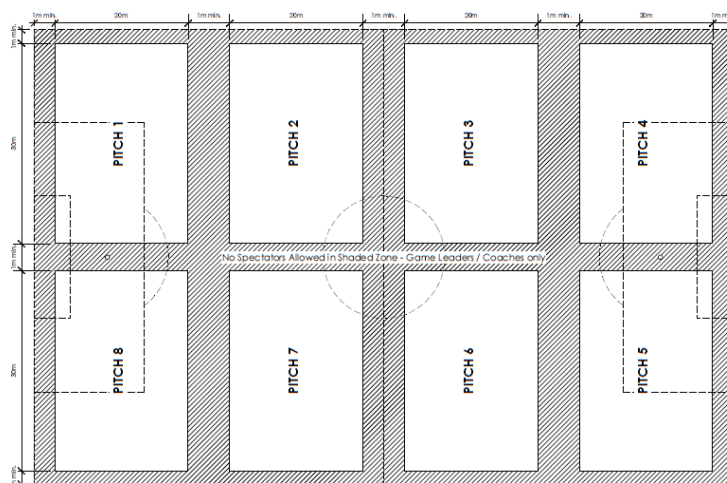 1m min. 20m 1m min. 20m 1m min. 20m 1m min. 20m 1m min.
1m min.
30m
PITCH 1
PITCH 2
PITCH 3
PITCH 4
1m min.
No Spectators Allowed in Shaded Zone - Game Leaders / Coaches only
30m
PITCH 8
PITCH 7
PITCH 6
PITCH 5